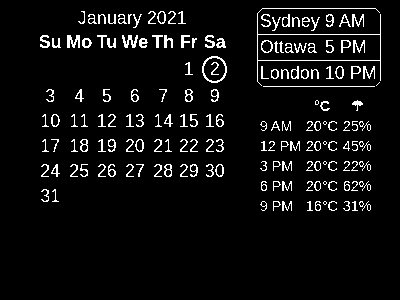 January 2021
Su Mo Tu We Th Fr Sa
1 2
3 4 5 6 7 8 9
10 11 12 13 14 15 16
17 18 19 20 21 22 23
24 25 26 27 28 29 30
31
Sydney 9 AM
Ottawa 5 PM
London 10 PM
°C
9 AM 20°C 25%
12 PM 20°C 45%
3 PM 20°C 22%
6 PM 20°C 62%
9 PM 16°C 31%